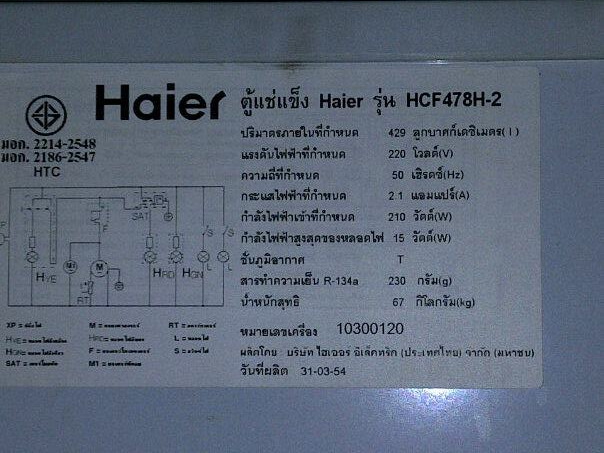 Haier ตู้แช่แข็ง Haier รุ่น HCF478H-2
มอก. 2214-2548
มอก. 2186-2547
HTC
ปริมาตรภายในที่กำหนด 429 ลูกบาศก์เดซิเมตร(l)
แรงดันไฟฟ้าที่กำหนด 220 โวลต์(V)
ความถี่ที่กำหนด 50 เฮิรตซ์(Hz)
กระแสไฟฟ้าที่กำหนด 2.1 แอมแปร์(A)
กำลังไฟฟ้าเข้าที่กำหนด 210 วัตต์(W)
กำลังไฟฟ้าสูงสุดของหลอดไฟ 15 วัตต์(W)
ชั้นภูมิอากาศ T
สารทำความเย็น R-134a 230 กรัม(g)
น้ำหนักสุทธิ 67 กิโลกรัม(kg)
หมายเลขเครื่อง 10300120
ผลิตโดย : บริษัท ไฮเออร์ อีเล็คทริก (ประเทศไทย) จำกัด (มหาชน)
วันที่ผลิต 31-03-54
SAT
F
S
S
HYE
M1
M
HRD
HGN
L
L
RT
XP =
M =
RT =
HYE=
HRD=
L =
HGN=
F =
S =
SAT =
M1 =